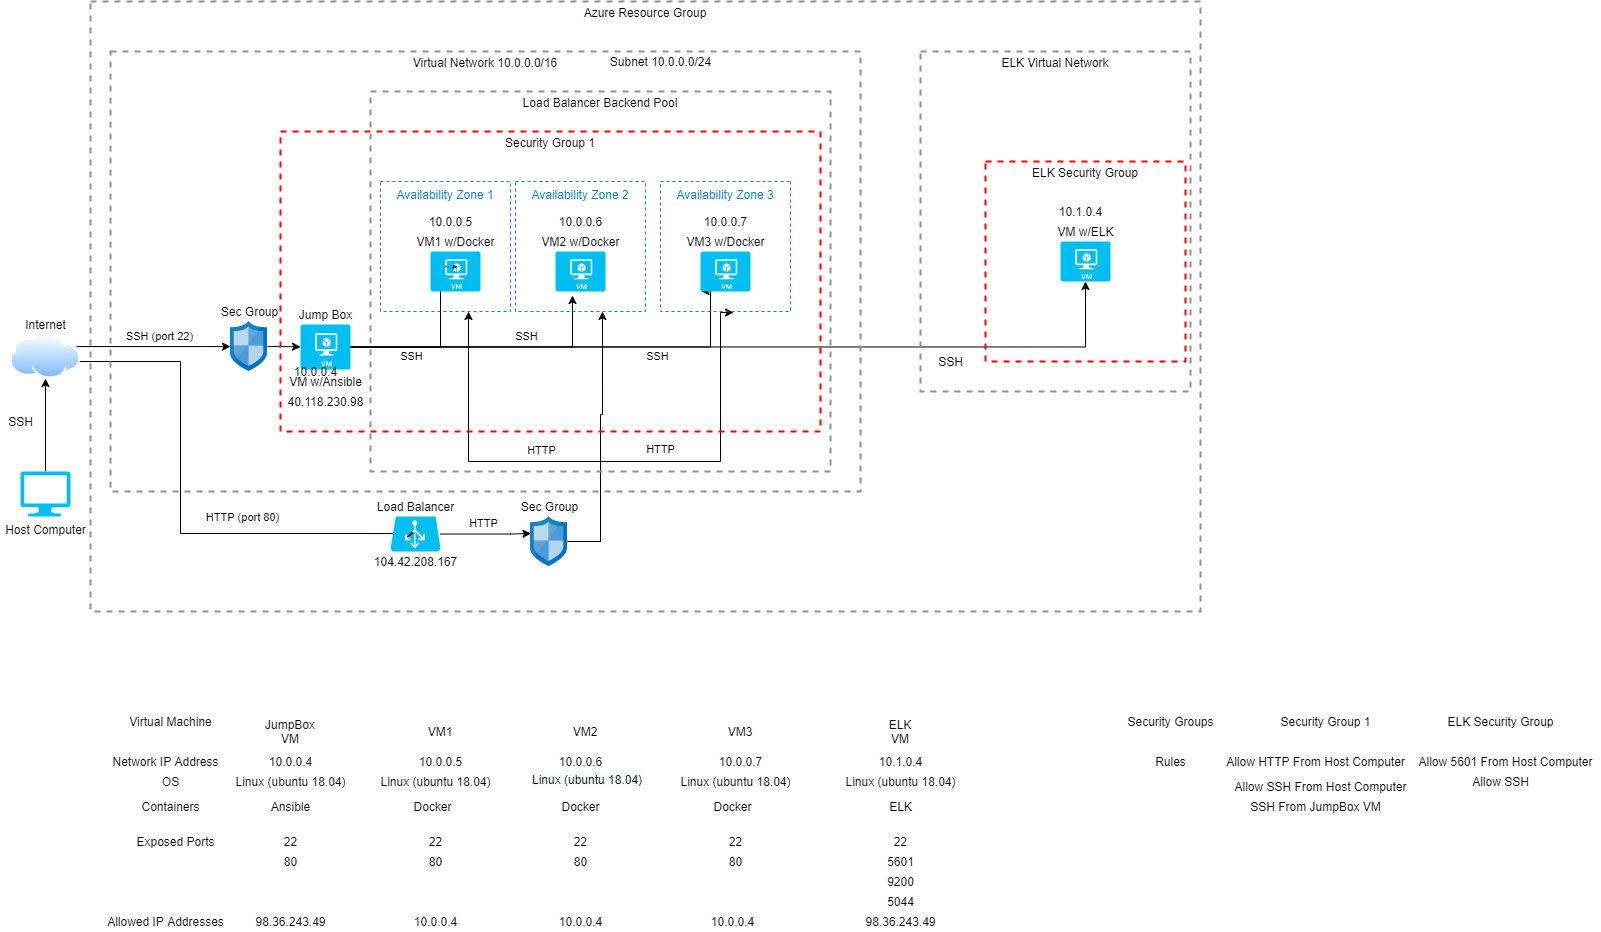 Azure Resource Group
Virtual Network 10.0.0.0/16
Subnet 10.0.0.0/24
ELK Virtual Network
Load Balancer Backend Pool
Security Group 1
ELK Security Group
Availability Zone 1
Availability Zone 2
Availability Zone 3
10.0.0.5
10.0.0.6
10.0.0.7
10.1.0.4
VM1 w/Docker
VM2 w/Docker
VM3 w/Docker
VM w/ELK
VM
VM
VM
VM
Sec Group
Jump Box
Internet
SSH (port 22)
SSH
SSH
SSH
SSH
VM
10.0.0.4
VM w/Ansible
40.118.230.98
SSH
HTTP
HTTP
Host Computer
HTTP (port 80)
Load Balancer
HTTP
Sec Group
104.42.208.167
Virtual Machine
JumpBox
VM
VM1
VM2
VM3
ELK
VM
Security Groups
Security Group 1
ELK Security Group
Network IP Address
10.0.0.4
10.0.0.5
10.0.0.6
10.0.0.7
10.1.0.4
Rules
Allow HTTP From Host Computer
Allow 5601 From Host Computer
OS
Linux (ubuntu 18.04)
Linux (ubuntu 18.04)
Linux (ubuntu 18.04)
Linux (ubuntu 18.04)
Linux (ubuntu 18.04)
Allow SSH From Host Computer
Allow SSH
Containers
Ansible
Docker
Docker
Docker
ELK
SSH From JumpBox VM
Exposed Ports
22
22
22
22
22
80
80
80
80
5601
9200
5044
Allowed IP Addresses
98.36.243.49
10.0.0.4
10.0.0.4
10.0.0.4
98.36.243.49